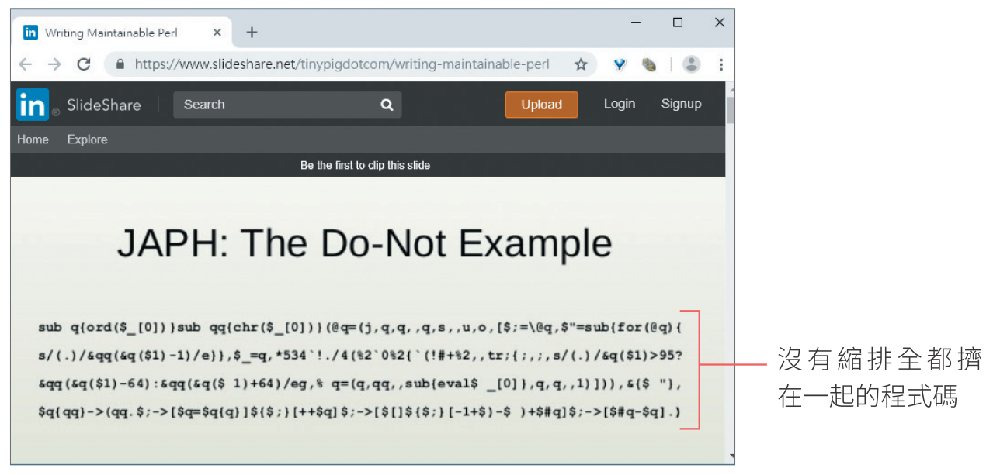 in Writing Maintainable Perl
https://www.slideshare.net/tinypigdotcom/writing-maintainable-perl
in ® SlideShare Search Upload Login Signup
Home Explore
Be the first to clip this slide
JAPH: The Do-Not Example
sub q{ord($_[0])}sub qq{chr($_[0])}(@q=(j,q,q,,q,s,,u,o,[$;=\@q,$"=sub{for(@q){
s/(.)/&qq(&q($1)-1)/e}},$_=q,*534`!./4(%2`0%2{`(!#+%2,,tr;{;,;,s/(.)/&q($1)>95?
&qq(&q($1)-64):&qq(&q($ 1)+64)/eg,% q=(q,qq,,sub{eval$ _[0]},q,q,,1)])),&{$ "},
$q{qq}->(qq.$;->[$q=$q{q}]${$;}[++$q]$;->[$[]${$;}[-1+$)-$ )+$#q]$;->[$#q-$q].)
沒有縮排全都擠
在一起的程式碼